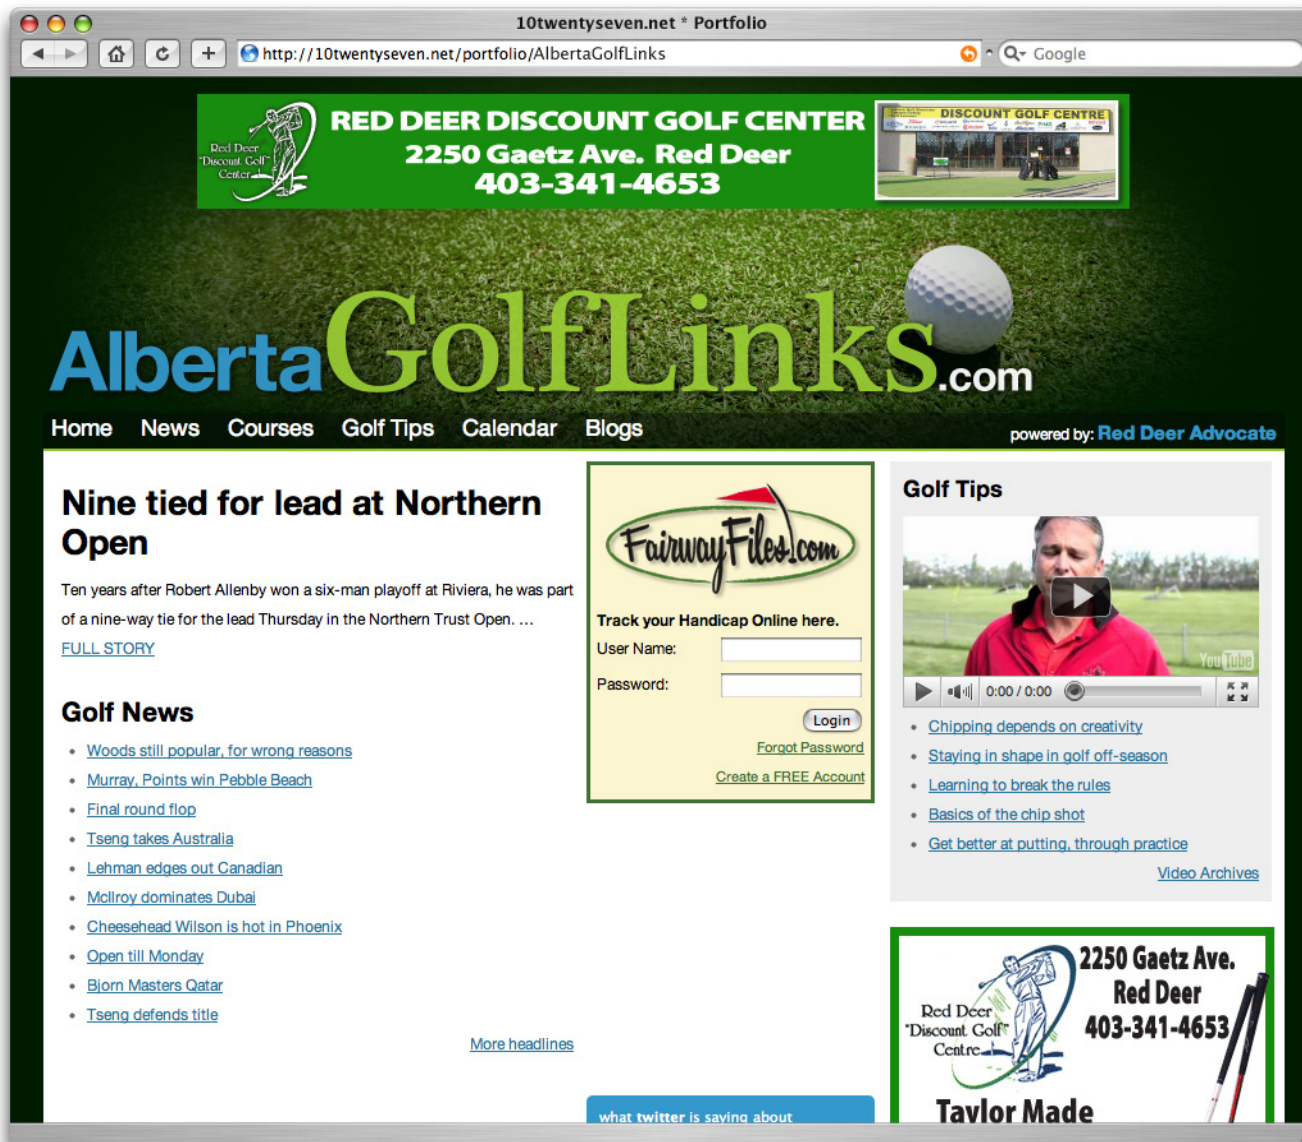 10twentyseven.net * Portfolio
http://10twentyseven.net/portfolio/AlbertaGolfLinks
Google
Red Deer
"Discount Golf"
Center
RED DEER DISCOUNT GOLF CENTER
2250 Gaetz Ave. Red Deer
403-341-4653
DISCOUNT GOLF CENTRE
AlbertaGolfLinks.com
Home News Courses Golf Tips Calendar Blogs
powered by: Red Deer Advocate
Nine tied for lead at Northern
Open
Ten years after Robert Allenby won a six-man playoff at Riviera, he was part
of a nine-way tie for the lead Thursday in the Northern Trust Open. ...
FULL STORY
Golf News
Woods still popular, for wrong reasons
Murray, Points win Pebble Beach
Final round flop
Tseng takes Australia
Lehman edges out Canadian
McIlroy dominates Dubai
Cheesehead Wilson is hot in Phoenix
Open till Monday
Bjorn Masters Qatar
Tseng defends title
More headlines
FairwayFiles.com
Track your Handicap Online here.
User Name:
Password:
Login
Forgot Password
Create a FREE Account
what twitter is saying about
Golf Tips
YouTube
0:00 / 0:00
Chipping depends on creativity
Staying in shape in golf off-season
Learning to break the rules
Basics of the chip shot
Get better at putting, through practice
Video Archives
Red Deer
"Discount Golf"
Centre
2250 Gaetz Ave.
Red Deer
403-341-4653
Taylor Made